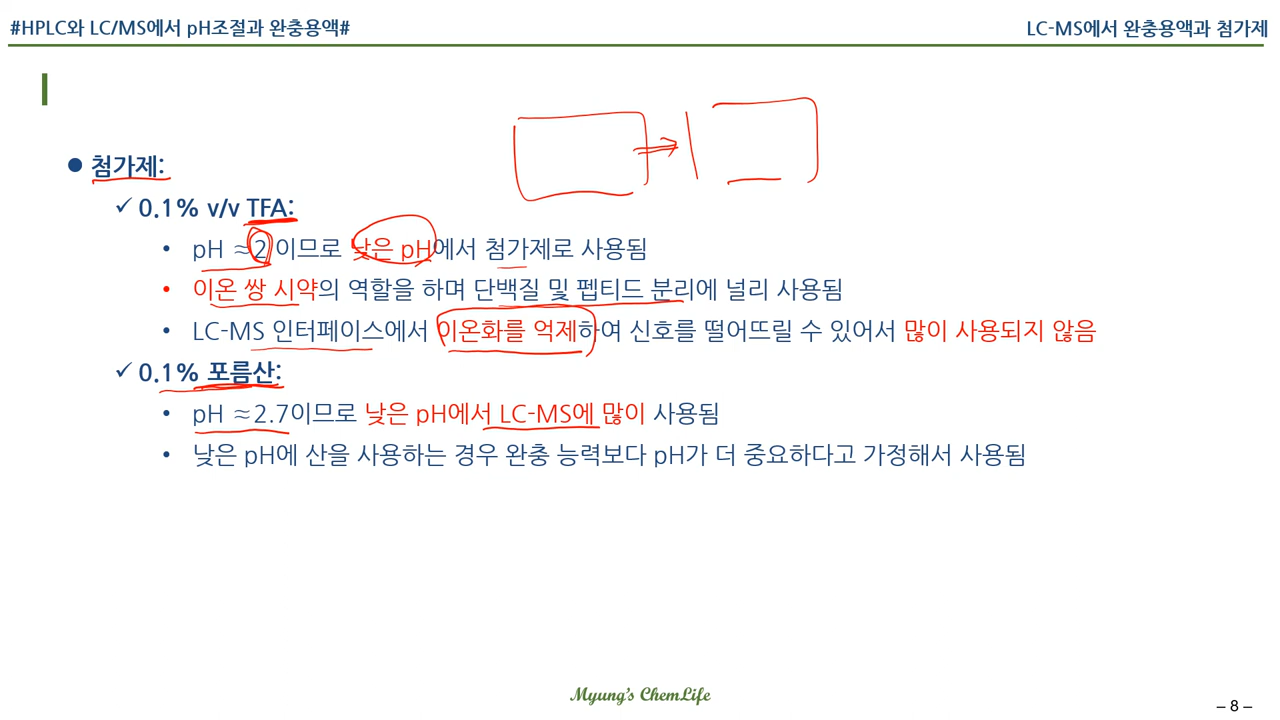 #HPLC와 LC/MS에서 pH조절과 완충용액#
LC-MS에서 완충용액과 첨가제
● 첨가제:
✓ 0.1% v/v TFA:
• pH ≈2 이므로 낮은 pH에서 첨가제로 사용됨
• 이온 쌍 시약의 역할을 하며 단백질 및 펩티드 분리에 널리 사용됨
• LC-MS 인터페이스에서 이온화를 억제하여 신호를 떨어뜨릴 수 있어서 많이 사용되지 않음
✓ 0.1% 포름산:
• pH ≈2.7이므로 낮은 pH에서 LC-MS에 많이 사용됨
• 낮은 pH에 산을 사용하는 경우 완충 능력보다 pH가 더 중요하다고 가정해서 사용됨
Myung's ChemLife
– 8 –